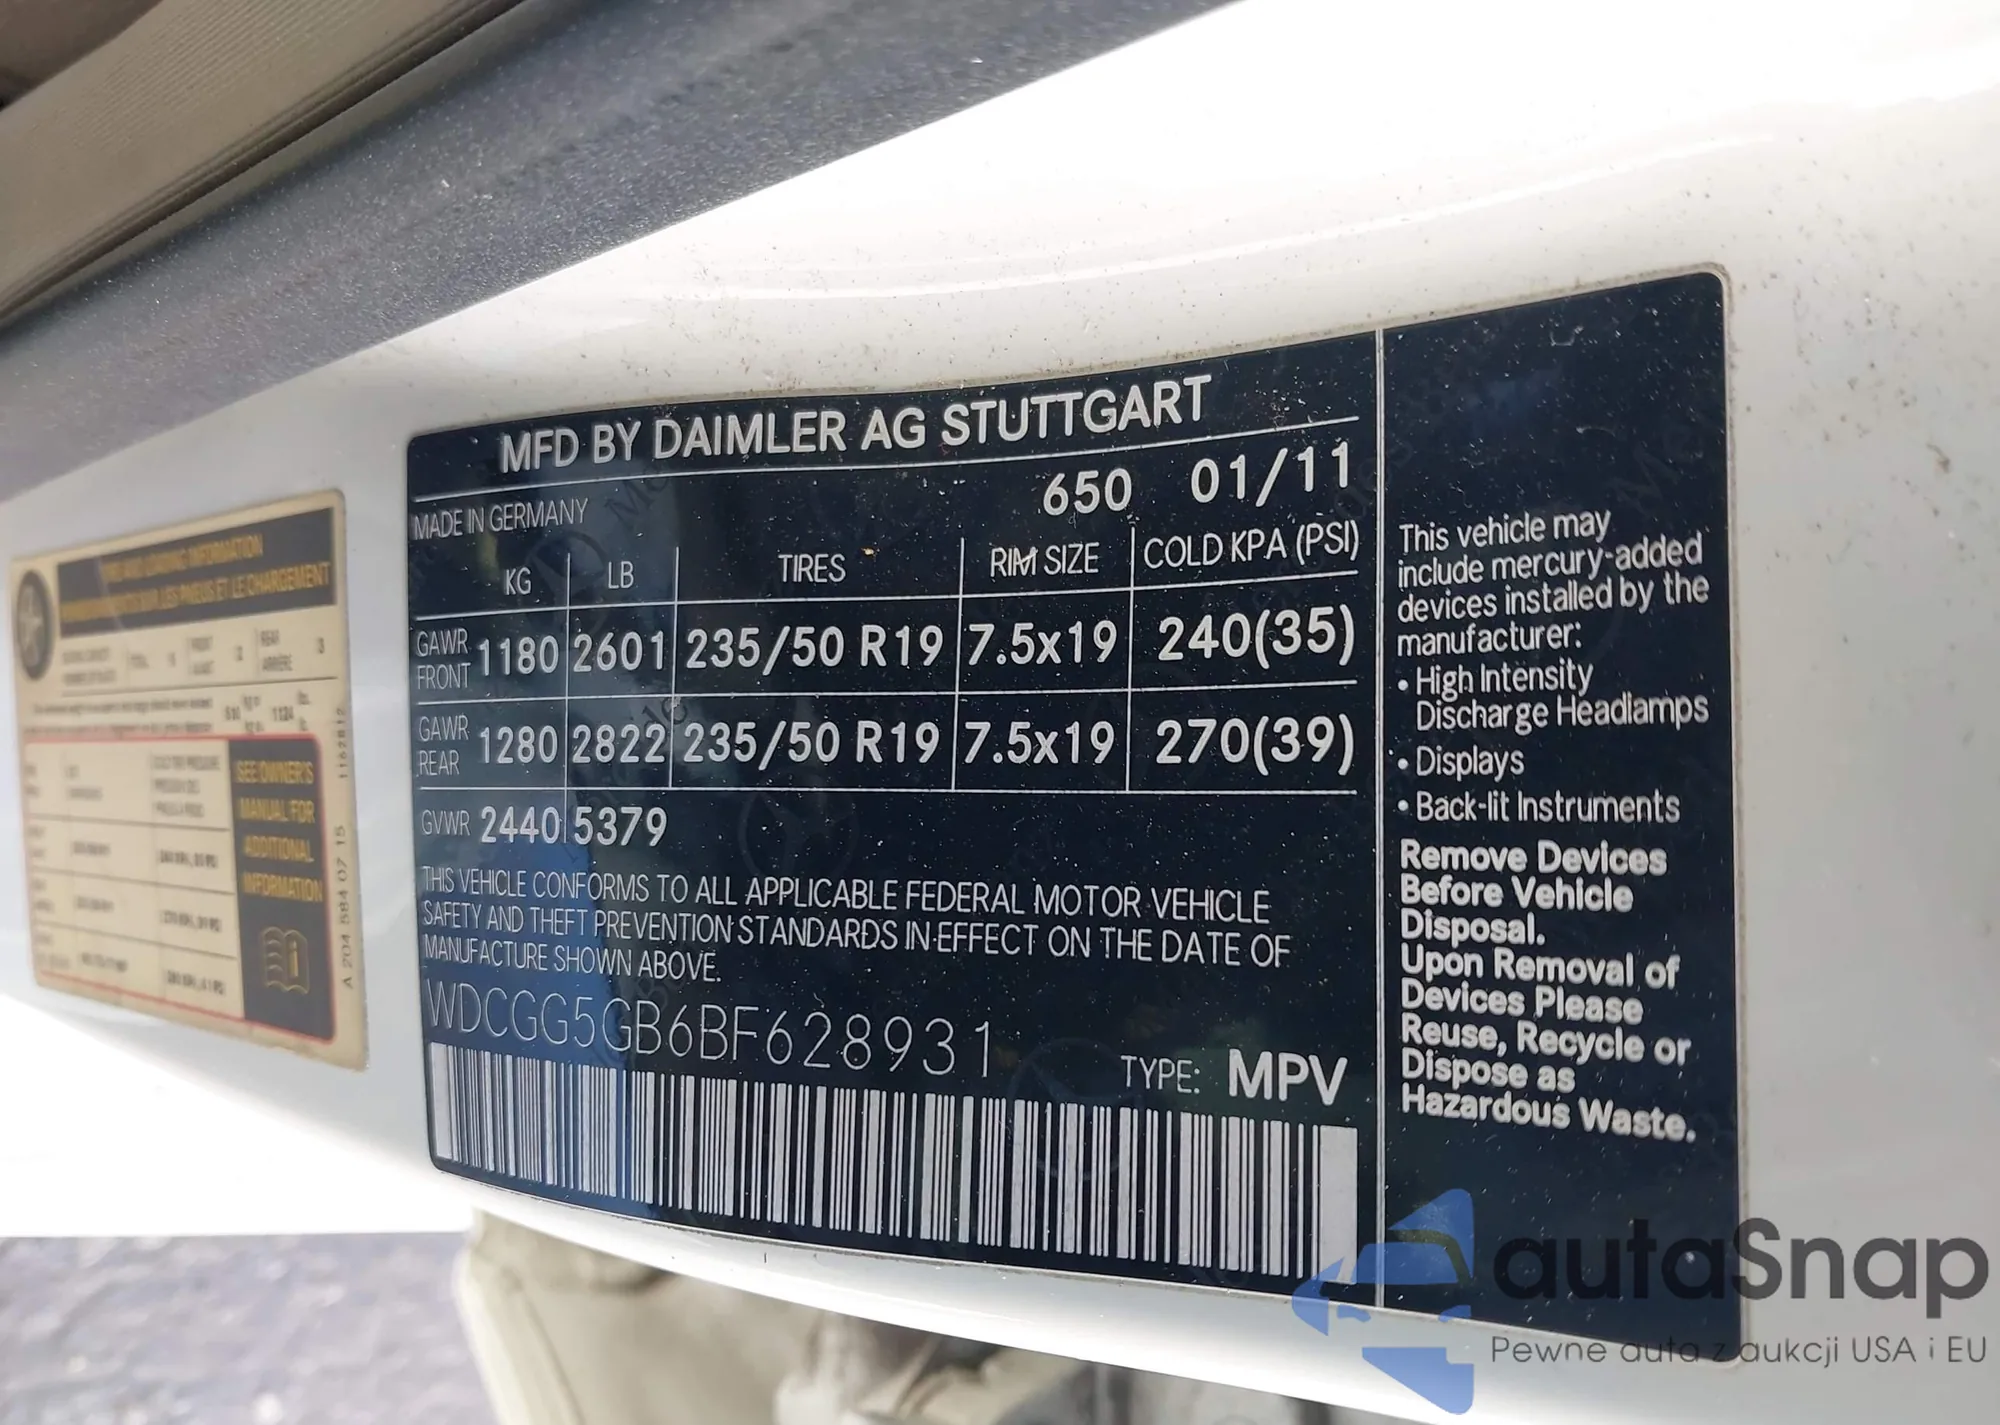 MFD BY DAIMLER AG STUTTGART
MADE IN GERMANY 650 01/11
KG LB TIRES RIM SIZE COLD KPA (PSI)
GAWR FRONT 1180 2601 235/50 R19 7.5x19 240(35)
GAWR REAR 1280 2822 235/50 R19 7.5x19 270(39)
GVWR 2440 5379
THIS VEHICLE CONFORMS TO ALL APPLICABLE FEDERAL MOTOR VEHICLE
SAFETY AND THEFT PREVENTION STANDARDS IN EFFECT ON THE DATE OF
MANUFACTURE SHOWN ABOVE.
WDCGG5GB6BF628931
TYPE: MPV
This vehicle may
include mercury-added
devices installed by the
manufacturer:
• High Intensity
Discharge Headlamps
• Displays
• Back-lit Instruments
Remove Devices
Before Vehicle
Disposal.
Upon Removal of
Devices Please
Reuse, Recycle or
Dispose as
Hazardous Waste.
SEE OWNER'S
MANUAL FOR
ADDITIONAL
INFORMATION
A 204 584 07 15
autaSnap
Pewne auta z aukcji USA i EU